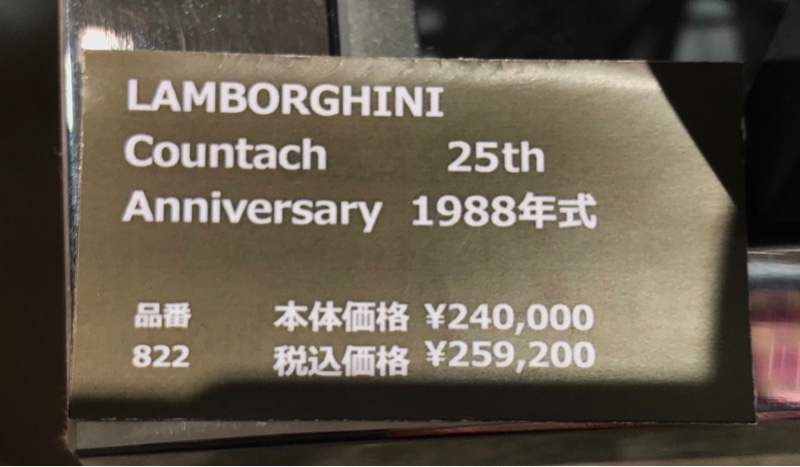 LAMBORGHINI
Countach 25th
Anniversary 1988年式
品番 本体価格 ¥240,000
822 税込価格 ¥259,200